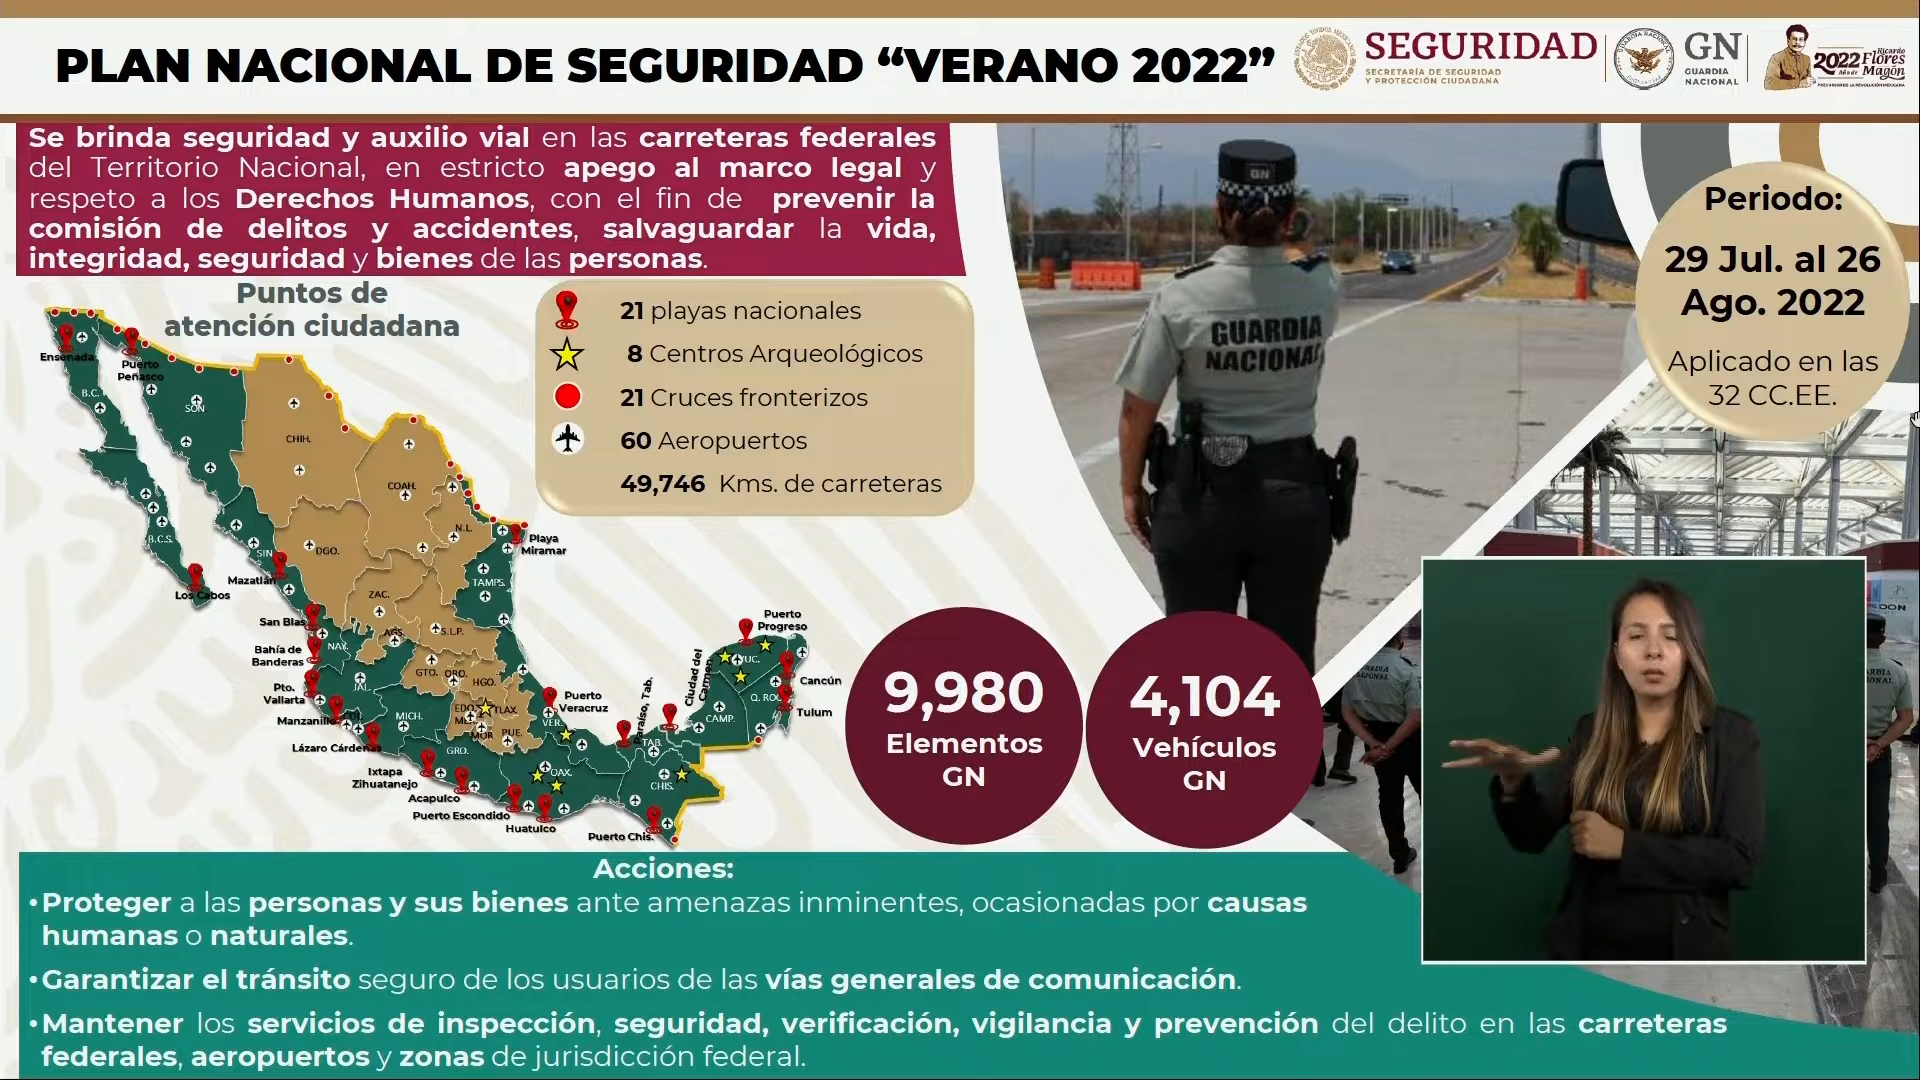 PLAN NACIONAL DE SEGURIDAD “VERANO 2022”
SEGURIDAD
SECRETARÍA DE SEGURIDAD
Y PROTECCIÓN CIUDADANA
GN
GUARDIA
NACIONAL
2022 Ricardo
Flores
Año de Magón
PRECURSOR DE LA REVOLUCIÓN MEXICANA
Se brinda seguridad y auxilio vial en las carreteras federales
del Territorio Nacional, en estricto apego al marco legal y
respeto a los Derechos Humanos, con el fin de prevenir la
comisión de delitos y accidentes, salvaguardar la vida,
integridad, seguridad y bienes de las personas.
Periodo:
29 Jul. al 26
Ago. 2022
Aplicado en las
32 CC.EE.
GN
GUARDIA
NACIONAL
Puntos de
atención ciudadana
21 playas nacionales
8 Centros Arqueológicos
21 Cruces fronterizos
60 Aeropuertos
49,746 Kms. de carreteras
Ensenada
Puerto
Peñasco
B.C.
SON
CHIH.
COAH.
N.L.
B.C.S.
SIN
DGO.
Playa
Miramar
TAMPS.
Mazatlán
Los Cabos
ZAC.
San Blas
AGS.
S.L.P.
NAY.
Bahía de
Banderas
GTO.
QRO.
HGO.
Pto.
Vallarta
JAL.
Manzanillo
COL.
MICH.
EDO.
MEX.
TLAX.
MOR
PUE.
Puerto
Veracruz
VER.
Lázaro Cárdenas
GRO.
Ixtapa
Zihuatanejo
Acapulco
Puerto Escondido
OAX.
Huatulco
Puerto Chis.
CHIS.
TAB.
Paraíso, Tab.
Ciudad del
Carmen
CAMP.
Puerto
Progreso
YUC.
Q. ROO
Cancún
Tulum
9,980
Elementos
GN
4,104
Vehículos
GN
Acciones:
•Proteger a las personas y sus bienes ante amenazas inminentes, ocasionadas por causas
humanas o naturales.
•Garantizar el tránsito seguro de los usuarios de las vías generales de comunicación.
•Mantener los servicios de inspección, seguridad, verificación, vigilancia y prevención del delito en las carreteras
federales, aeropuertos y zonas de jurisdicción federal.